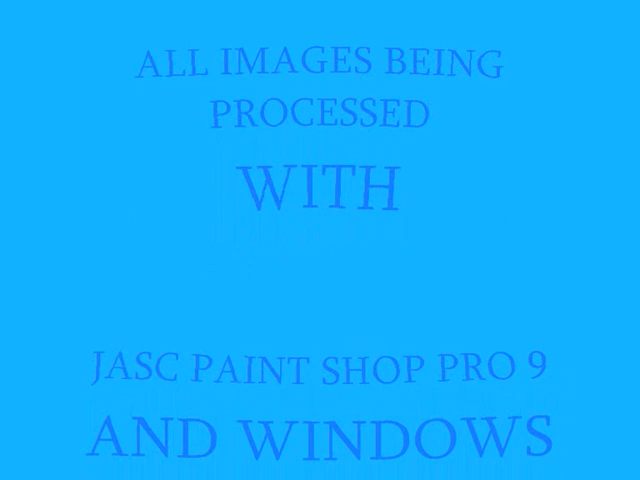 ALL IMAGES BEING
PROCESSED
WITH
JASC PAINT SHOP PRO 9
AND WINDOWS